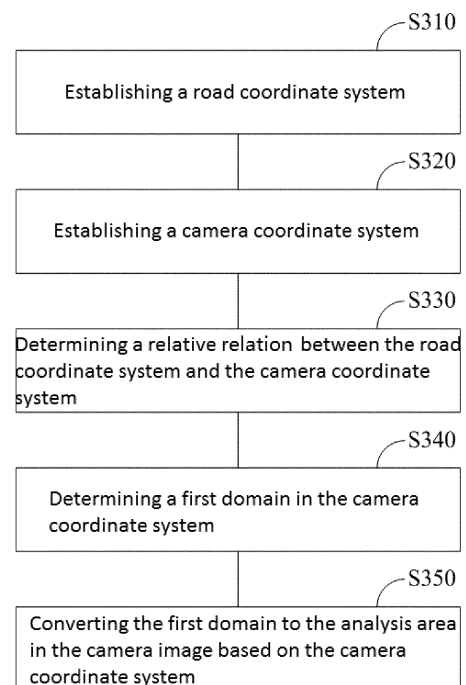 S310
Establishing a road coordinate system
S320
Establishing a camera coordinate system
S330
Determining a relative relation between the road
coordinate system and the camera coordinate
system
S340
Determining a first domain in the camera
coordinate system
S350
Converting the first domain to the analysis area
in the camera image based on the camera
coordinate system